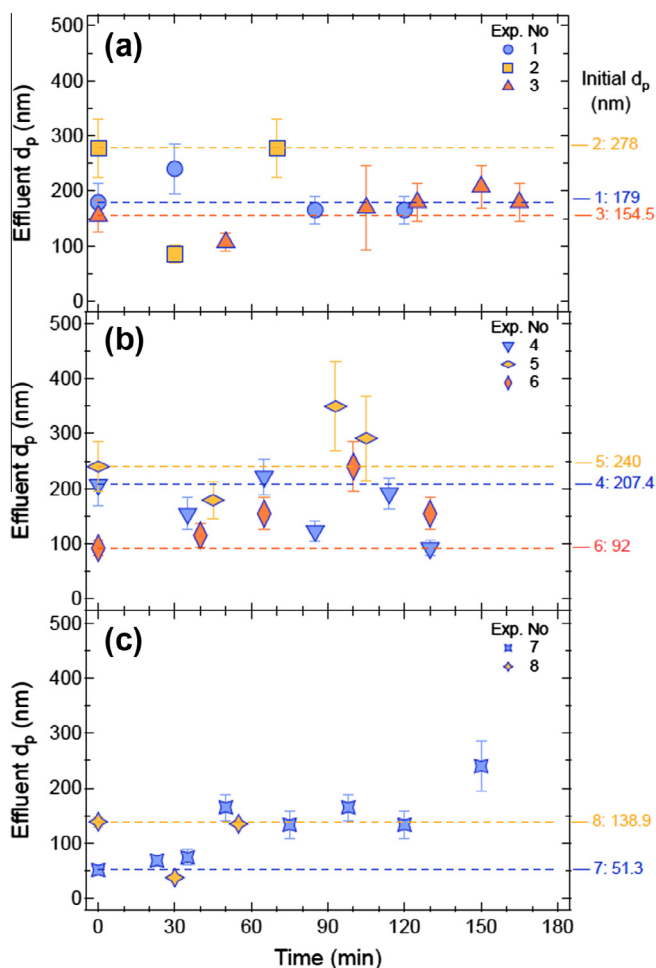 (a)
Exp. No
1
2
3
500
400
300
200
100
0
Effluent dp (nm)
Initial dp
(nm)
2: 278
1: 179
3: 154.5
(b)
Exp. No
4
5
6
500
400
300
200
100
0
Effluent dp (nm)
5: 240
4: 207.4
6: 92
(c)
Exp. No
7
8
500
400
300
200
100
0
Effluent dp (nm)
8: 138.9
7: 51.3
0 30 60 90 120 150 180
Time (min)